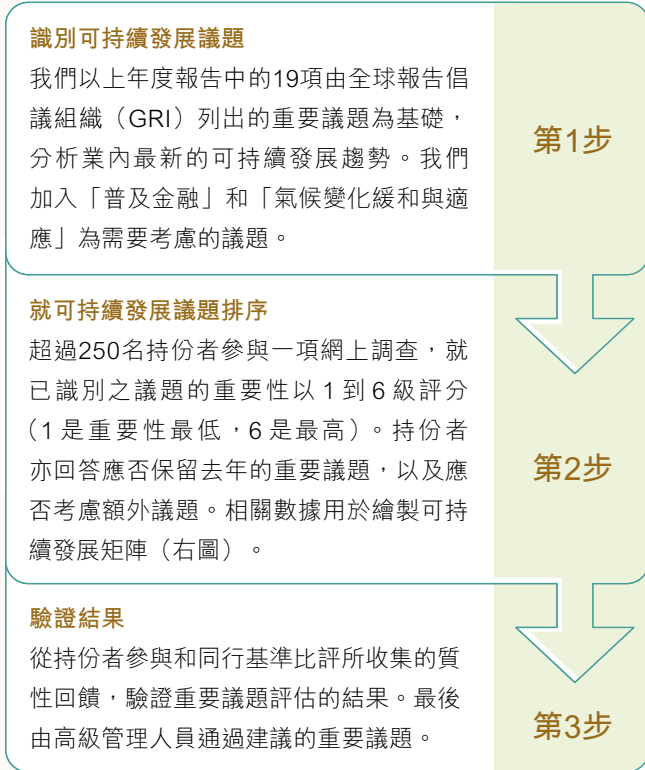 識別可持續發展議題
我們以上年度報告中的19項由全球報告倡
議組織（GRI）列出的重要議題為基礎，
分析業內最新的可持續發展趨勢。我們
加入「普及金融」和「氣候變化緩和與適
應」為需要考慮的議題。
第1步
就可持續發展議題排序
超過250名持份者參與一項網上調查，就
已識別之議題的重要性以 1 到 6 級評分
（1 是重要性最低，6 是最高）。持份者
亦回答應否保留去年的重要議題，以及應
否考慮額外議題。相關數據用於繪製可持
續發展矩陣（右圖）。
第2步
驗證結果
從持份者參與和同行基準比評所收集的質
性回饋，驗證重要議題評估的結果。最後
由高級管理人員通過建議的重要議題。
第3步